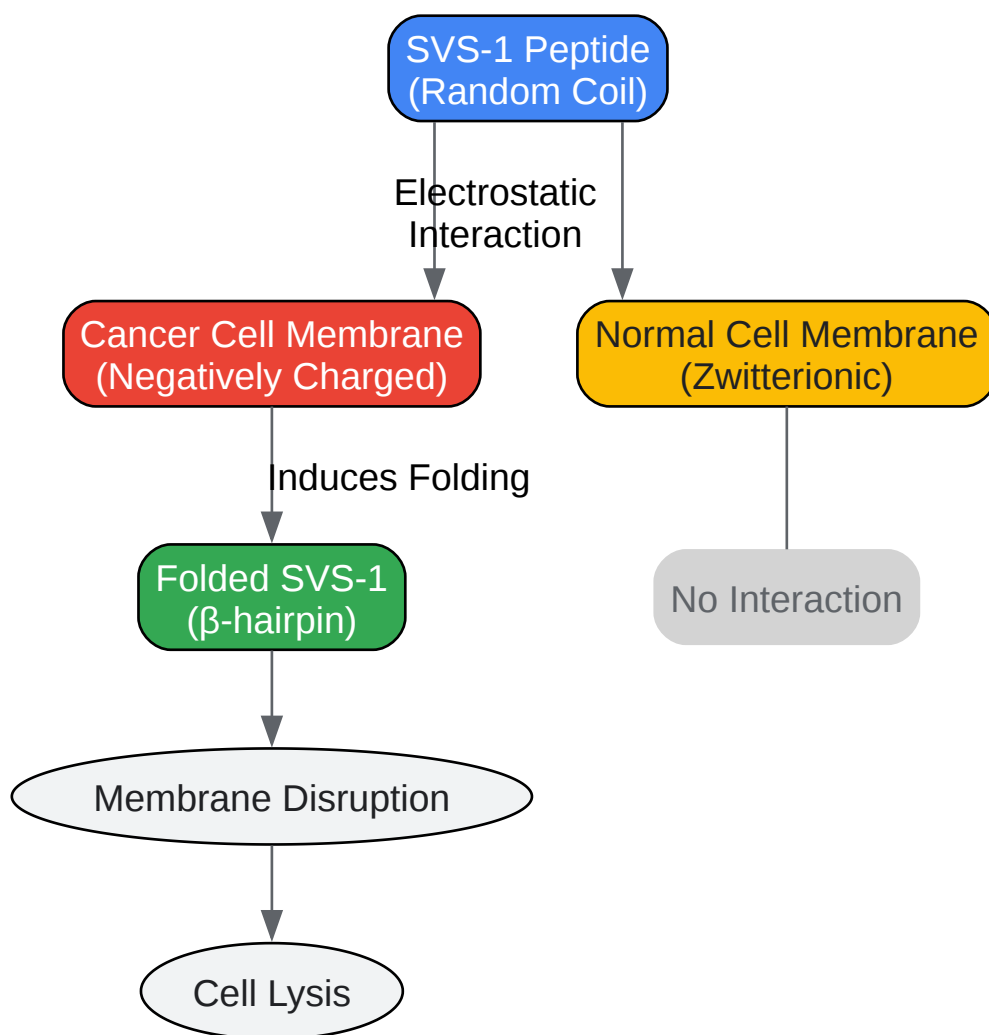 SVS-1 Peptide
(Random Coil)
Electrostatic
Interaction
Cancer Cell Membrane
(Negatively Charged)
Normal Cell Membrane
(Zwitterionic)
Induces Folding
Folded SVS-1
(β-hairpin)
No Interaction
Membrane Disruption
Cell Lysis